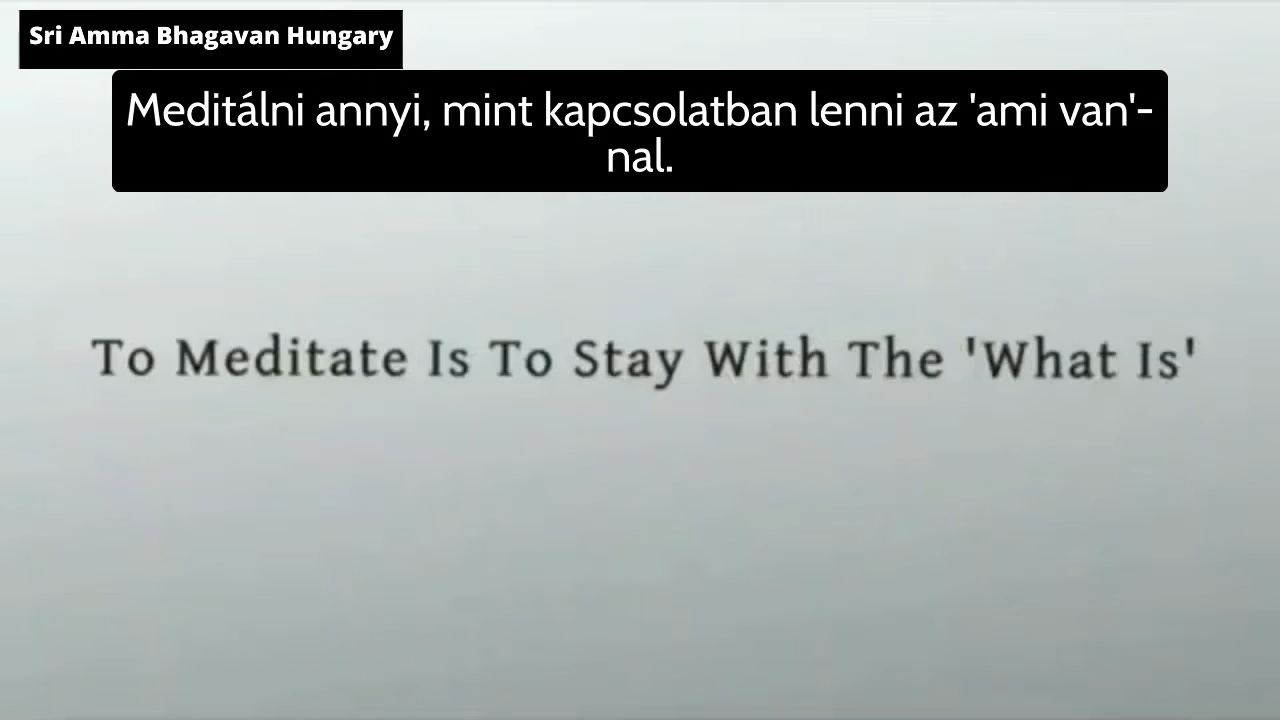 Sri Amma Bhagavan Hungary
Meditálni annyi, mint kapcsolatban lenni az 'ami van'-
nal.
To Meditate Is To Stay With The 'What Is'